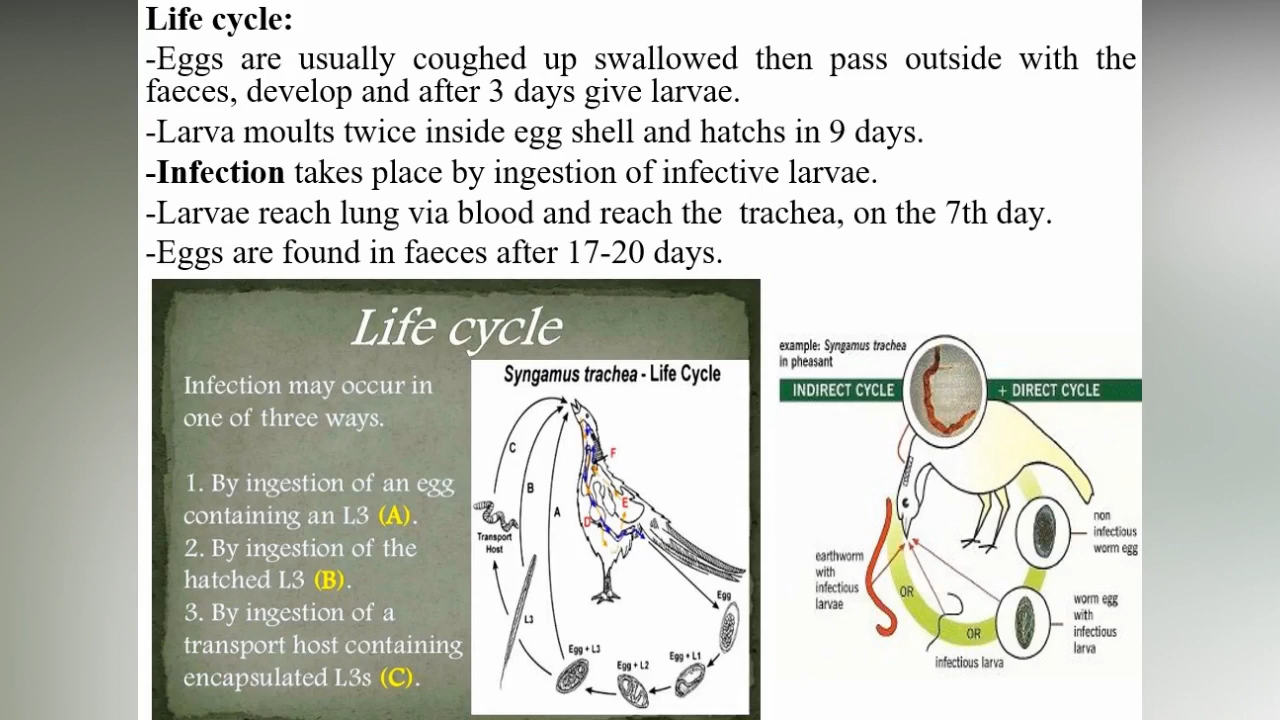 Life cycle:
-Eggs are usually coughed up swallowed then pass outside with the
faeces, develop and after 3 days give larvae.
-Larva moults twice inside egg shell and hatchs in 9 days.
-Infection takes place by ingestion of infective larvae.
-Larvae reach lung via blood and reach the trachea, on the 7th day.
-Eggs are found in faeces after 17-20 days.
Life cycle
Infection may occur in
one of three ways.
1. By ingestion of an egg
containing an L3 (A).
2. By ingestion of the
hatched L3 (B).
3. By ingestion of a
transport host containing
encapsulated L3s (C).
Syngamus trachea - Life Cycle
C
B
A
F
E
D
Transport
Host
L3
Egg
Egg + L3
Egg + L2
Egg + L1
example: Syngamus trachea
in pheasant
INDIRECT CYCLE
+ DIRECT CYCLE
non
infectious
worm egg
earthworm
with
infectious
larvae
OR
OR
worm egg
with
infectious
larva
infectious larva